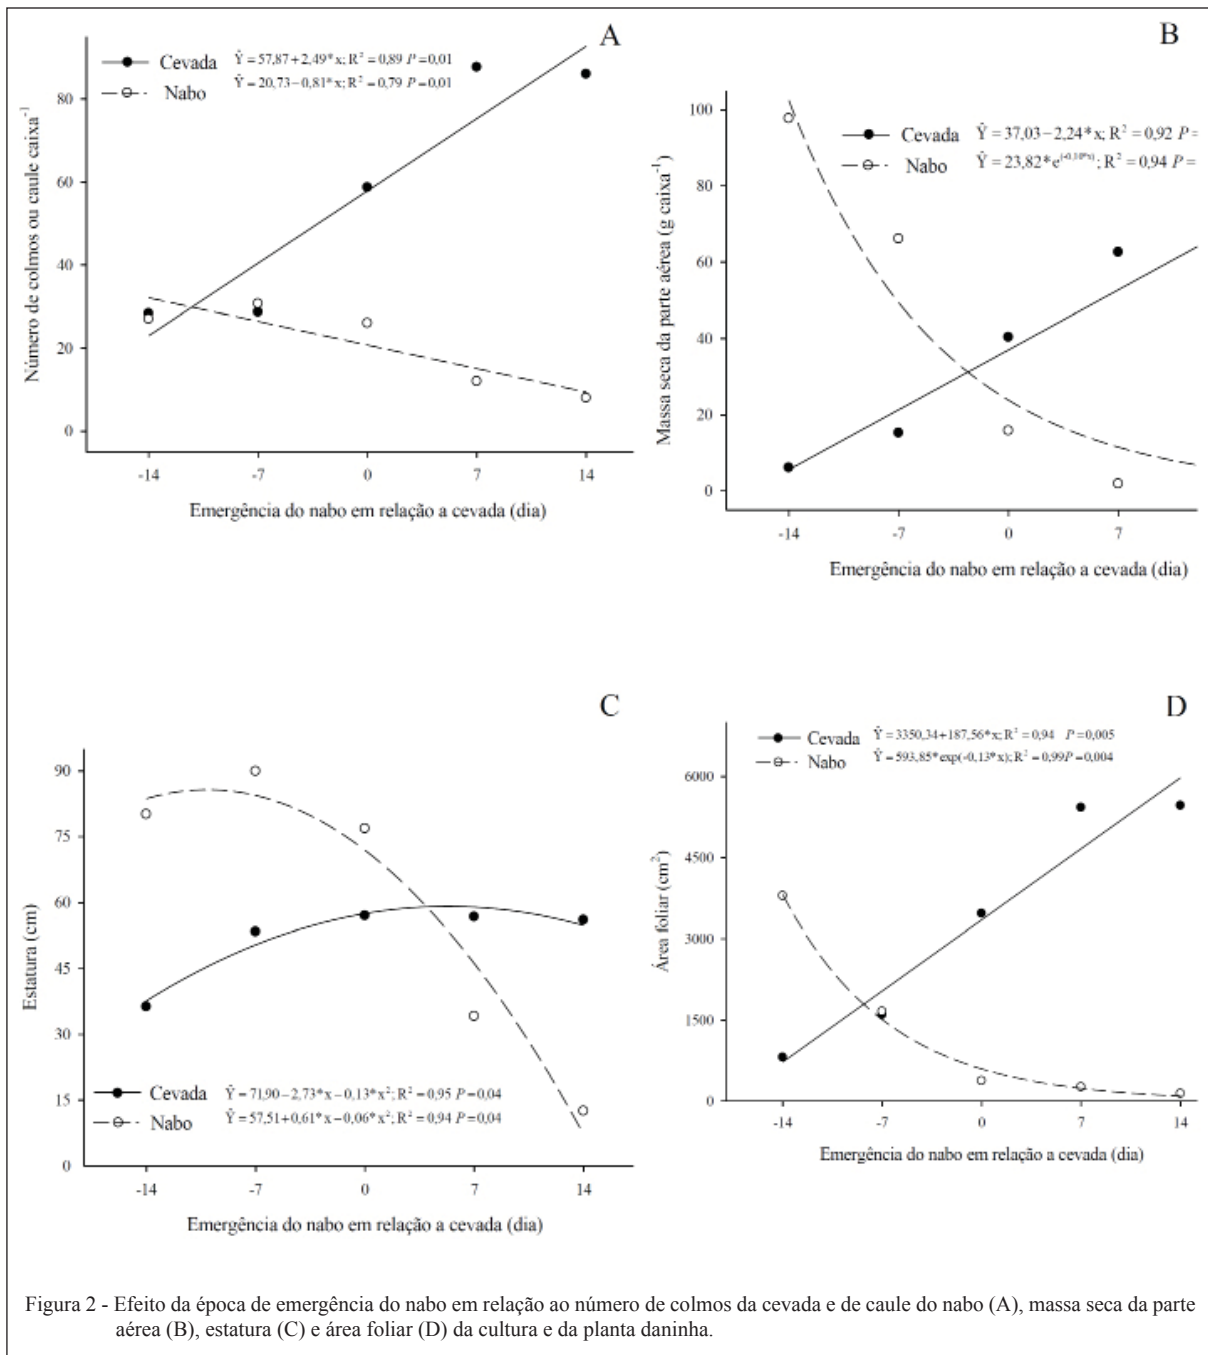 A
Cevada Ŷ = 57,87+2,49*x; R² = 0,89 P = 0,01
Nabo Ŷ = 20,73−0,81*x; R² = 0,79 P = 0,01
Número de colmos ou caule caixa⁻¹
80
60
40
20
0
-14 -7 0 7 14
Emergência do nabo em relação a cevada (dia)
B
Cevada Ŷ = 37,03−2,24*x; R² = 0,92 P =
Nabo Ŷ = 23,82*e^(-0,10*x); R² = 0,94 P =
Massa seca da parte aérea (g caixa⁻¹)
100
80
60
40
20
0
-14 -7 0 7
Emergência do nabo em relação a cevada (dia)
C
Estatura (cm)
90
75
60
45
30
15
0
Cevada Ŷ = 71,90−2,73*x−0,13*x²; R² = 0,95 P = 0,04
Nabo Ŷ = 57,51+0,61*x−0,06*x²; R² = 0,94 P = 0,04
-14 -7 0 7 14
Emergência do nabo em relação a cevada (dia)
D
Cevada Ŷ = 3350,34+187,56*x; R² = 0,94 P = 0,005
Nabo Ŷ = 593,85*exp(-0,13*x); R² = 0,99 P = 0,004
Área foliar (cm²)
6000
4500
3000
1500
0
-14 -7 0 7 14
Emergência do nabo em relação a cevada (dia)
Figura 2 - Efeito da época de emergência do nabo em relação ao número de colmos da cevada e de caule do nabo (A), massa seca da parte
aérea (B), estatura (C) e área foliar (D) da cultura e da planta daninha.